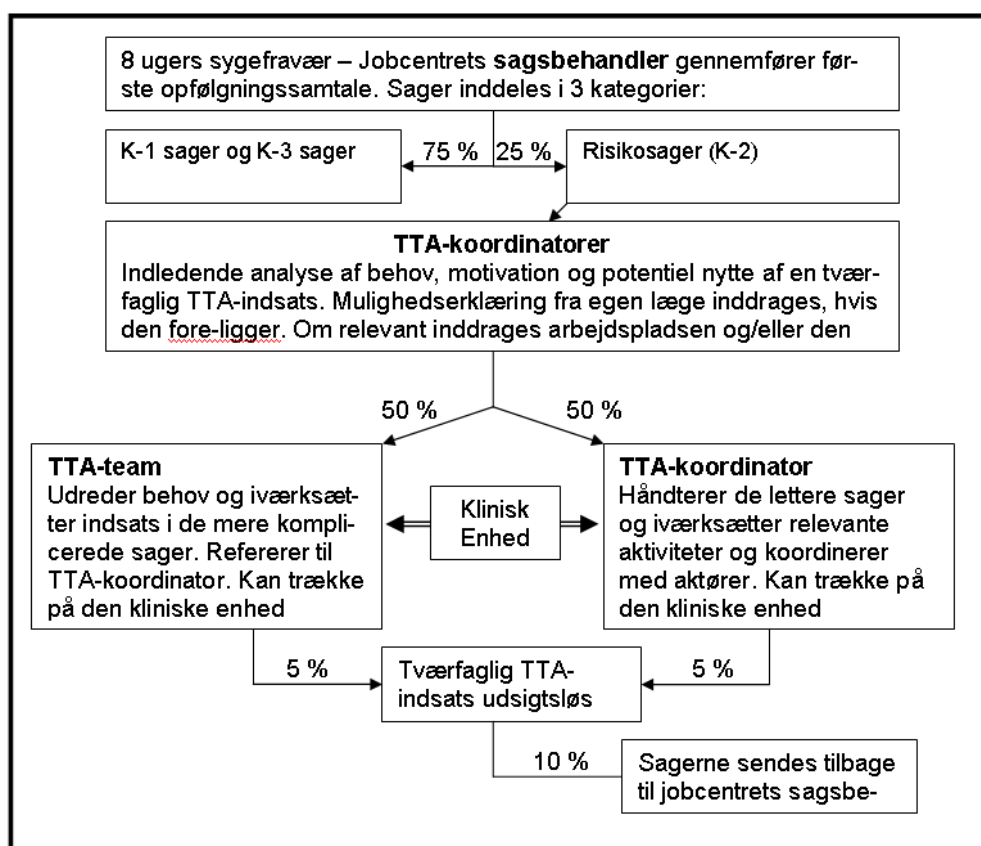 8 ugers sygefravær – Jobcentrets sagsbehandler gennemfører før-
ste opfølgningssamtale. Sager inddeles i 3 kategorier:
K-1 sager og K-3 sager
75 %
25 %
Risikosager (K-2)
TTA-koordinatorer
Indledende analyse af behov, motivation og potentiel nytte af en tvær-
faglig TTA-indsats. Mulighedserklæring fra egen læge inddrages, hvis
den fore-ligger. Om relevant inddrages arbejdspladsen og/eller den
50 %
50 %
TTA-team
Udreder behov og iværksæt-
ter indsats i de mere kompli-
cerede sager. Refererer til
TTA-koordinator. Kan trække
på den kliniske enhed
Klinisk
Enhed
TTA-koordinator
Håndterer de lettere sager
og iværksætter relevante
aktiviteter og koordinerer
med aktører. Kan trække på
den kliniske enhed
5 %
Tværfaglig TTA-
indsats udsigtsløs
5 %
10 %
Sagerne sendes tilbage
til jobcentrets sagsbe-